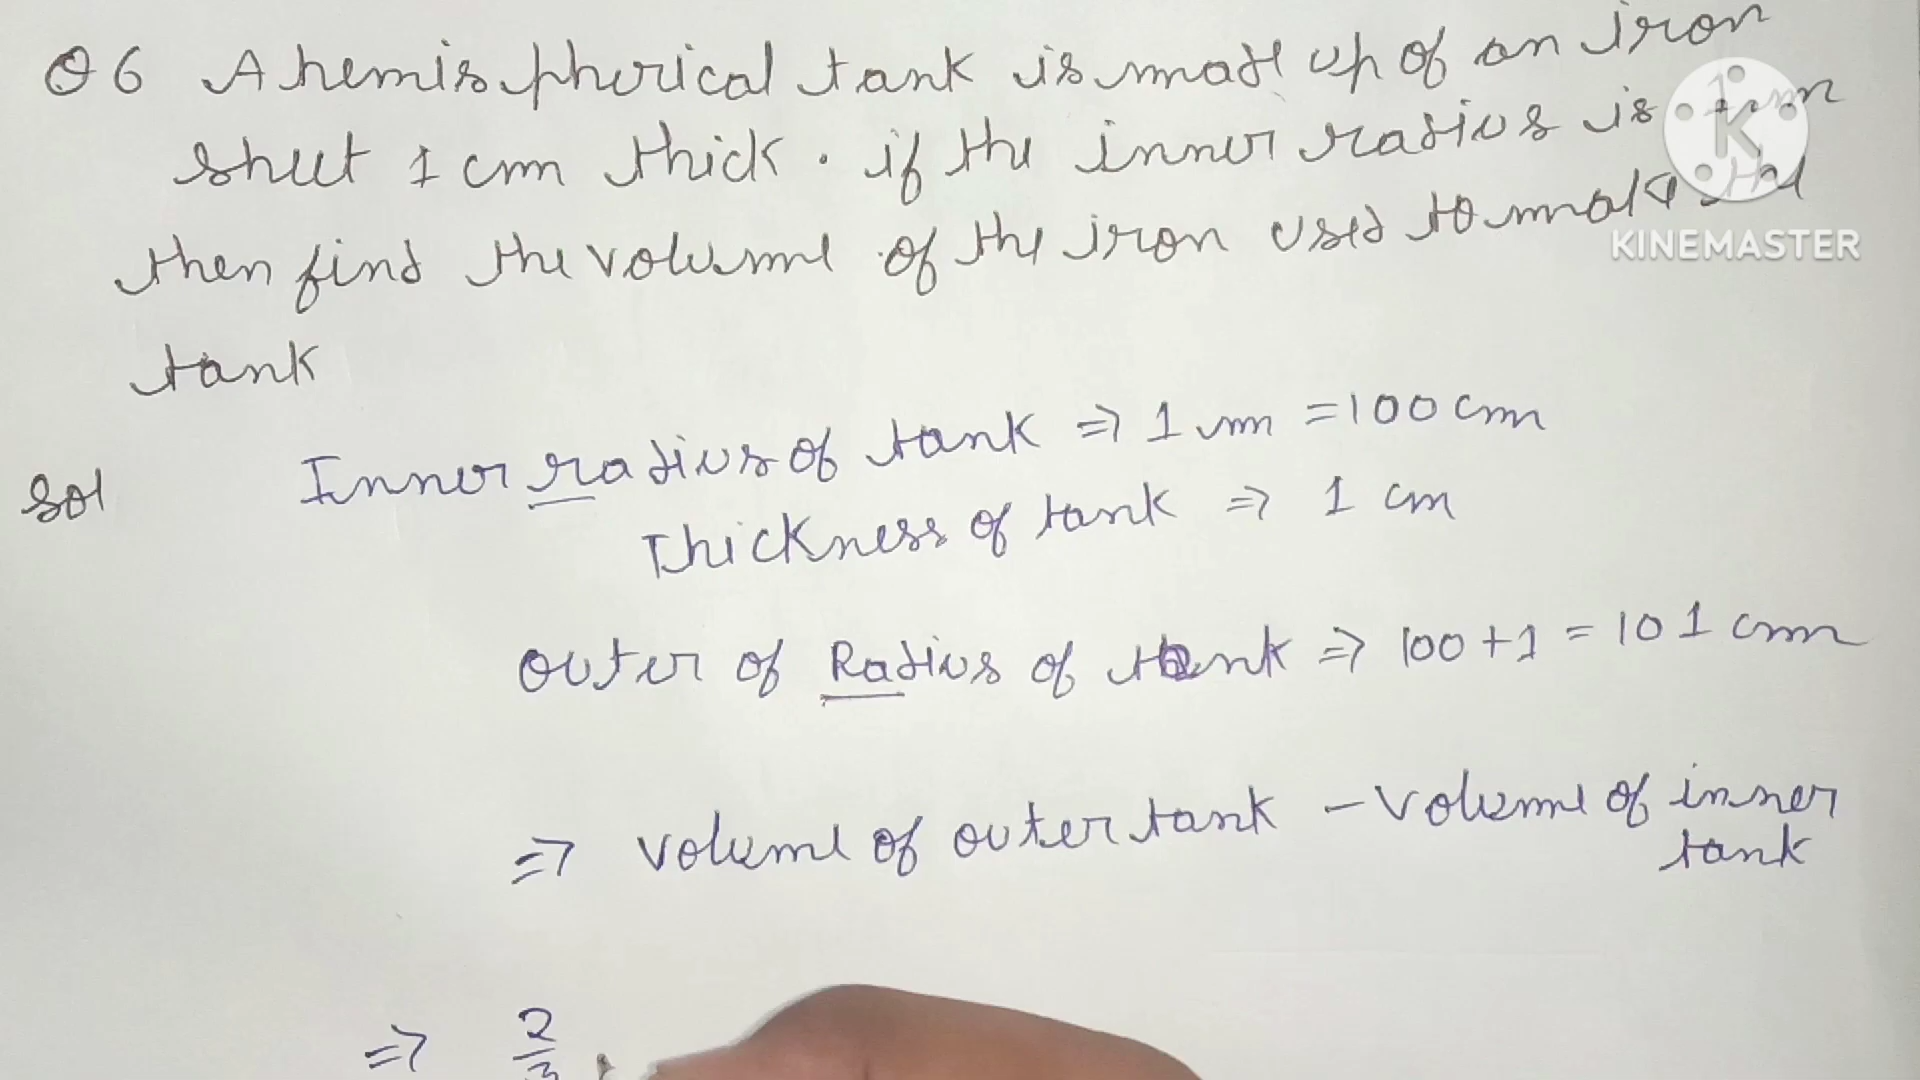 Q 6 A hemispherical tank is made up of an iron
sheet 1 cm thick . if the inner radius is 1 m
then find the volume of the iron used to make the
tank
Sol Inner radius of tank ⇒ 1 m = 100 cm
Thickness of tank ⇒ 1 cm
Outer of Radius of tank ⇒ 100 + 1 = 101 cm
⇒ Volume of outer tank - Volume of inner
tank
⇒ 2/3
KINEMASTER